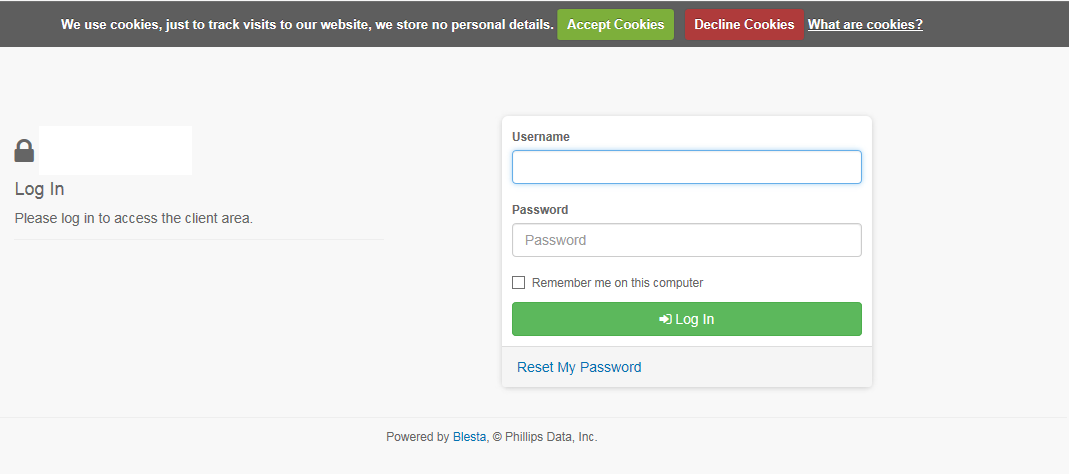 We use cookies, just to track visits to our website, we store no personal details. Accept Cookies Decline Cookies What are cookies?
Log In
Please log in to access the client area.
Username
Password
Password
Remember me on this computer
Log In
Reset My Password
Powered by Blesta, © Phillips Data, Inc.